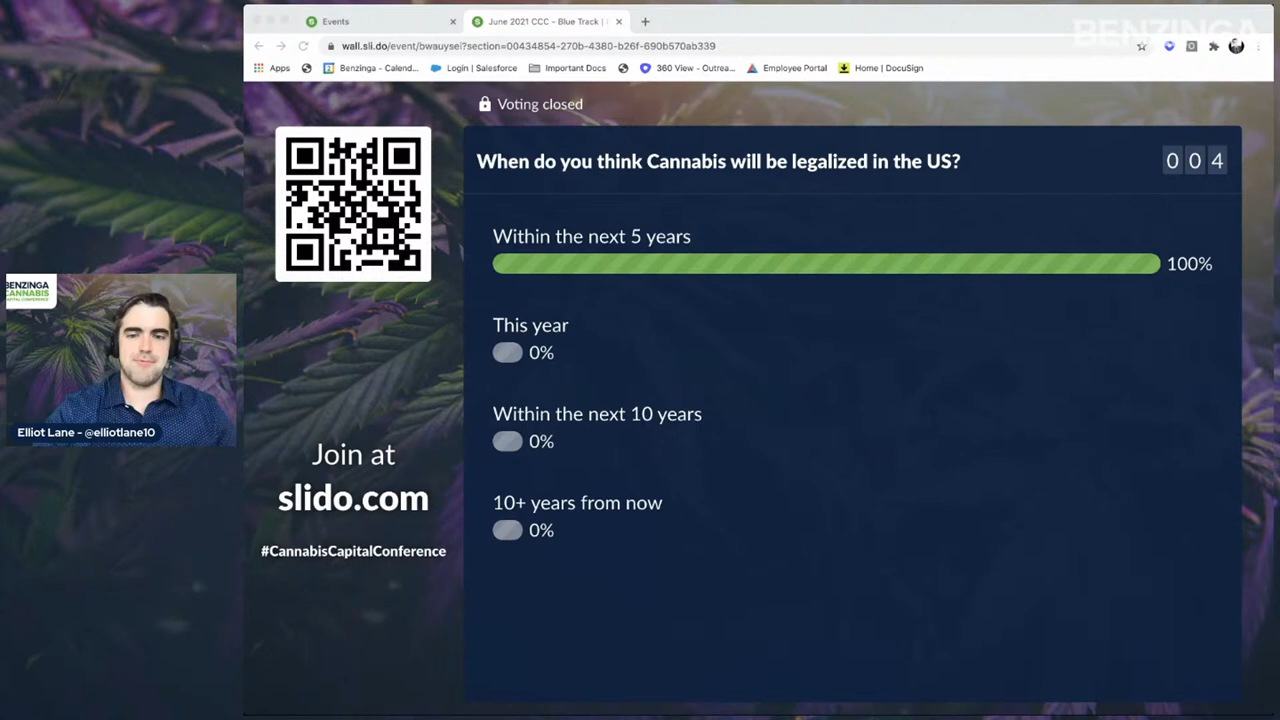 Events
June 2021 CCC - Blue Track |
BENZINGA
wall.sli.do/event/bwauysei?section=00434854-270b-4380-b26f-690b570ab339
Apps
Benzinga - Calend...
Login | Salesforce
Important Docs
360 View - Outrea...
Employee Portal
Home | DocuSign
Voting closed
When do you think Cannabis will be legalized in the US?
004
Within the next 5 years
100%
This year
0%
Within the next 10 years
0%
10+ years from now
0%
BENZINGA
CANNABIS
CAPITAL CONFERENCE
Elliot Lane - @elliotlane10
Join at
slido.com
#CannabisCapitalConference